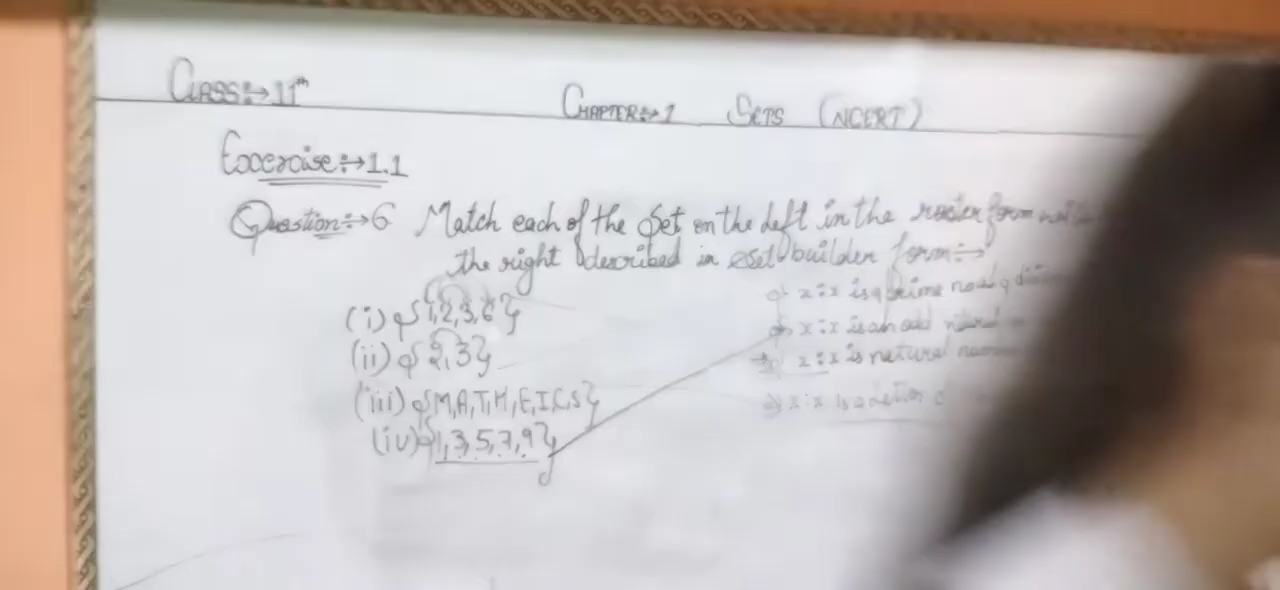 CLASS:→11th
CHAPTER:→1 SETS (NCERT)
Excercise:→1.1
Question:→6 Match each of the Set on the left in the roster form
the right described in set builder form:→
(i) {1,2,3,6}
(ii) {2,3}
(iii) {M,A,T,H,E,I,C,S}
(iv) {1,3,5,7,9}
x:x is a prime
x:x is an odd
x:x is natural
x:x is a